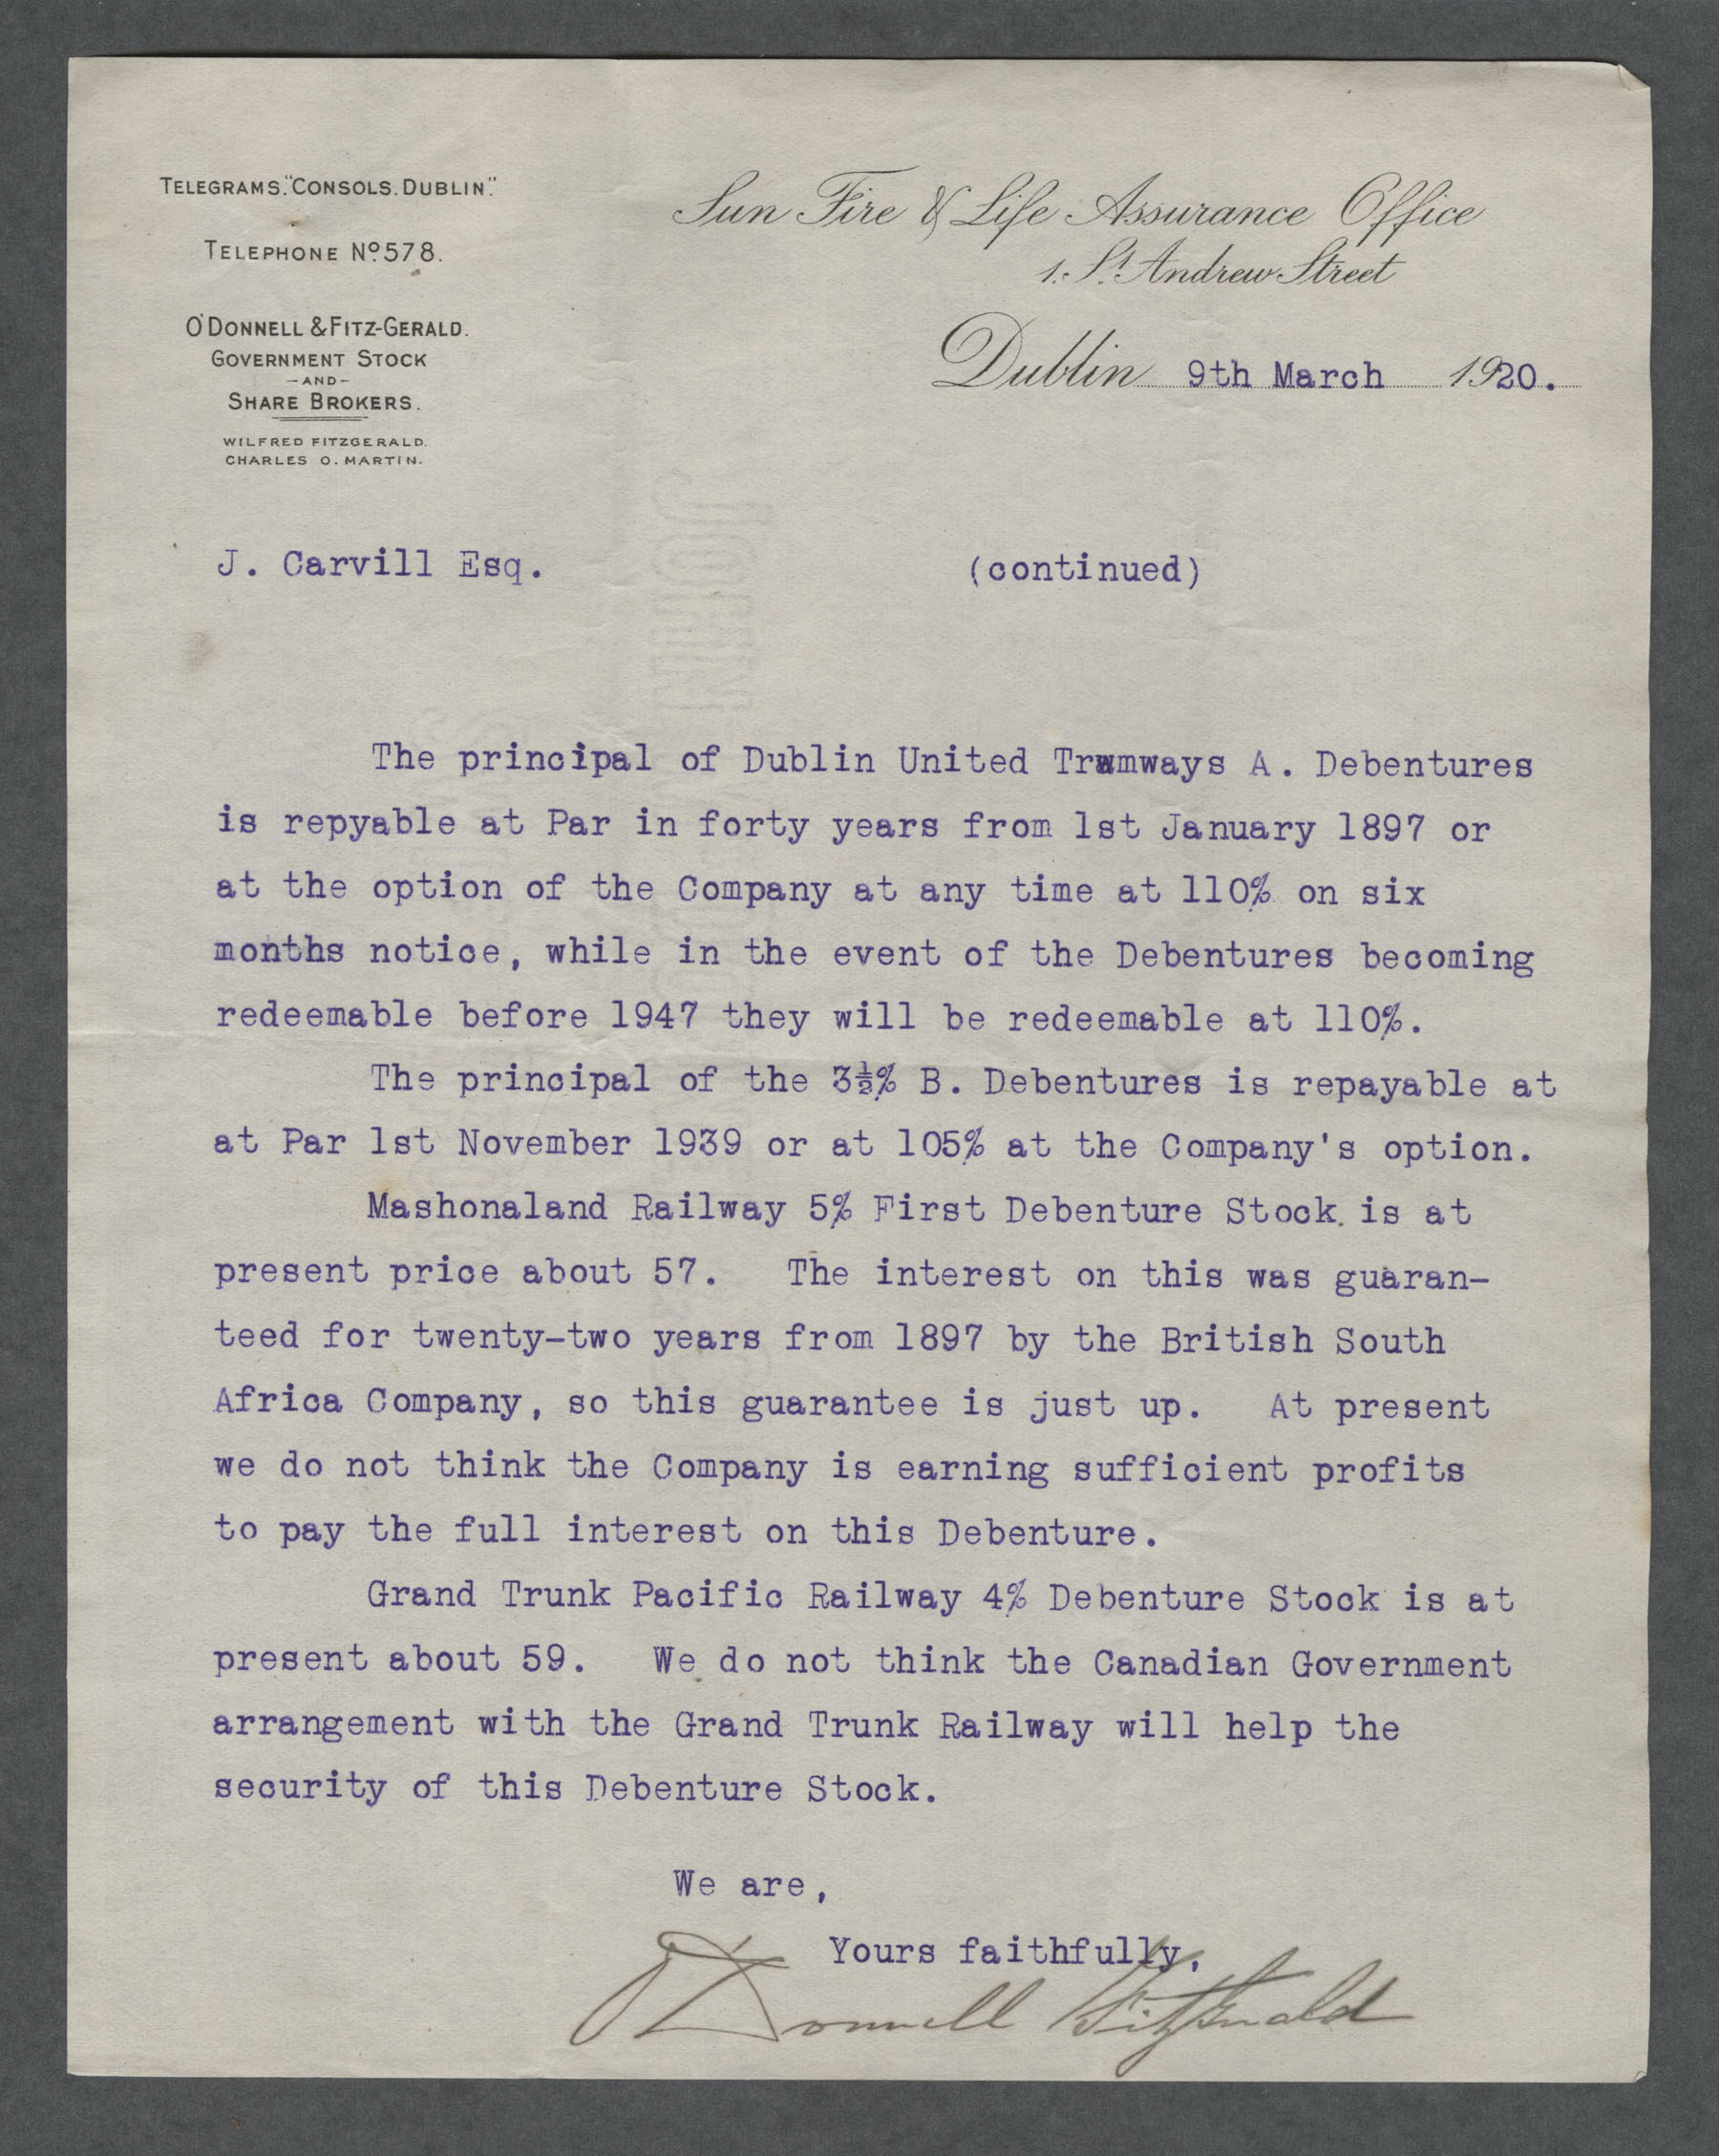 TELEGRAMS. "CONSOLS. DUBLIN."
TELEPHONE No. 578.
O'DONNELL & FITZ-GERALD.
GOVERNMENT STOCK
—AND—
SHARE BROKERS.
WILFRED FITZGERALD.
CHARLES O. MARTIN.
Sun Fire & Life Assurance Office
1. St. Andrew Street
Dublin 9th March 1920.
J. Carvill Esq. (continued)
The principal of Dublin United Tramways A. Debentures
is repyable at Par in forty years from 1st January 1897 or
at the option of the Company at any time at 110% on six
months notice, while in the event of the Debentures becoming
redeemable before 1947 they will be redeemable at 110%.
The principal of the 3½% B. Debentures is repayable at
at Par 1st November 1939 or at 105% at the Company's option.
Mashonaland Railway 5% First Debenture Stock is at
present price about 57. The interest on this was guaran-
teed for twenty-two years from 1897 by the British South
Africa Company, so this guarantee is just up. At present
we do not think the Company is earning sufficient profits
to pay the full interest on this Debenture.
Grand Trunk Pacific Railway 4% Debenture Stock is at
present about 59. We do not think the Canadian Government
arrangement with the Grand Trunk Railway will help the
security of this Debenture Stock.
We are,
Yours faithfully,
O'Donnell FitzGerald